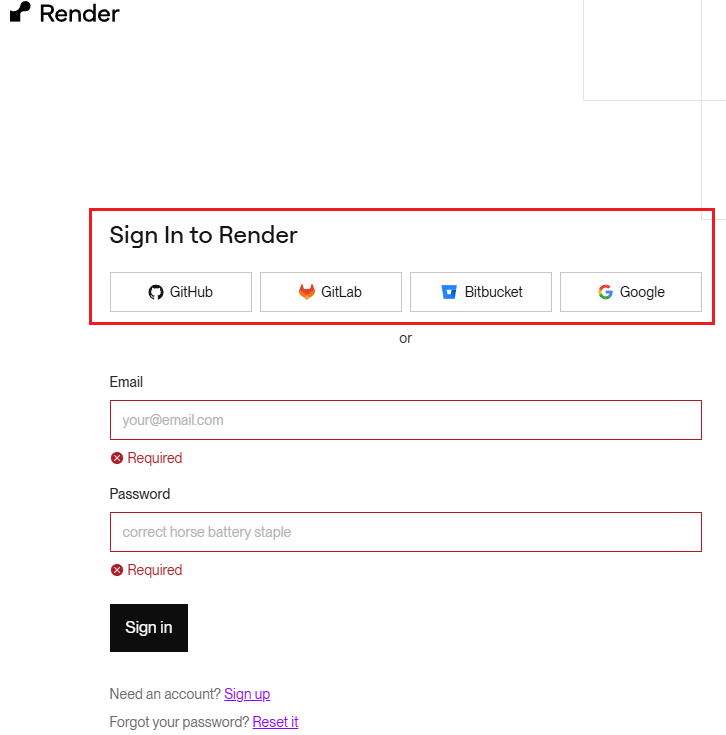 Render
Sign In to Render
GitHub GitLab Bitbucket Google
or
Email
your@email.com
Required
Password
correct horse battery staple
Required
Sign in
Need an account? Sign up
Forgot your password? Reset it